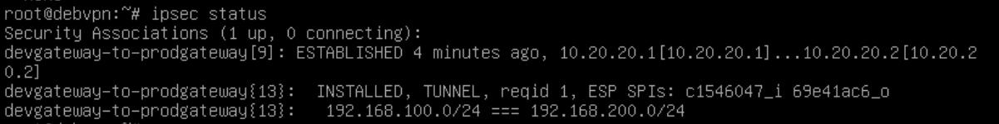 root@debvpn:~# ipsec status
Security Associations (1 up, 0 connecting):
devgateway-to-prodgateway[9]: ESTABLISHED 4 minutes ago, 10.20.20.1[10.20.20.1]...10.20.20.2[10.20.2
0.2]
devgateway-to-prodgateway{13}:  INSTALLED, TUNNEL, reqid 1, ESP SPIs: c1546047_i 69e41ac6_o
devgateway-to-prodgateway{13}:   192.168.100.0/24 === 192.168.200.0/24